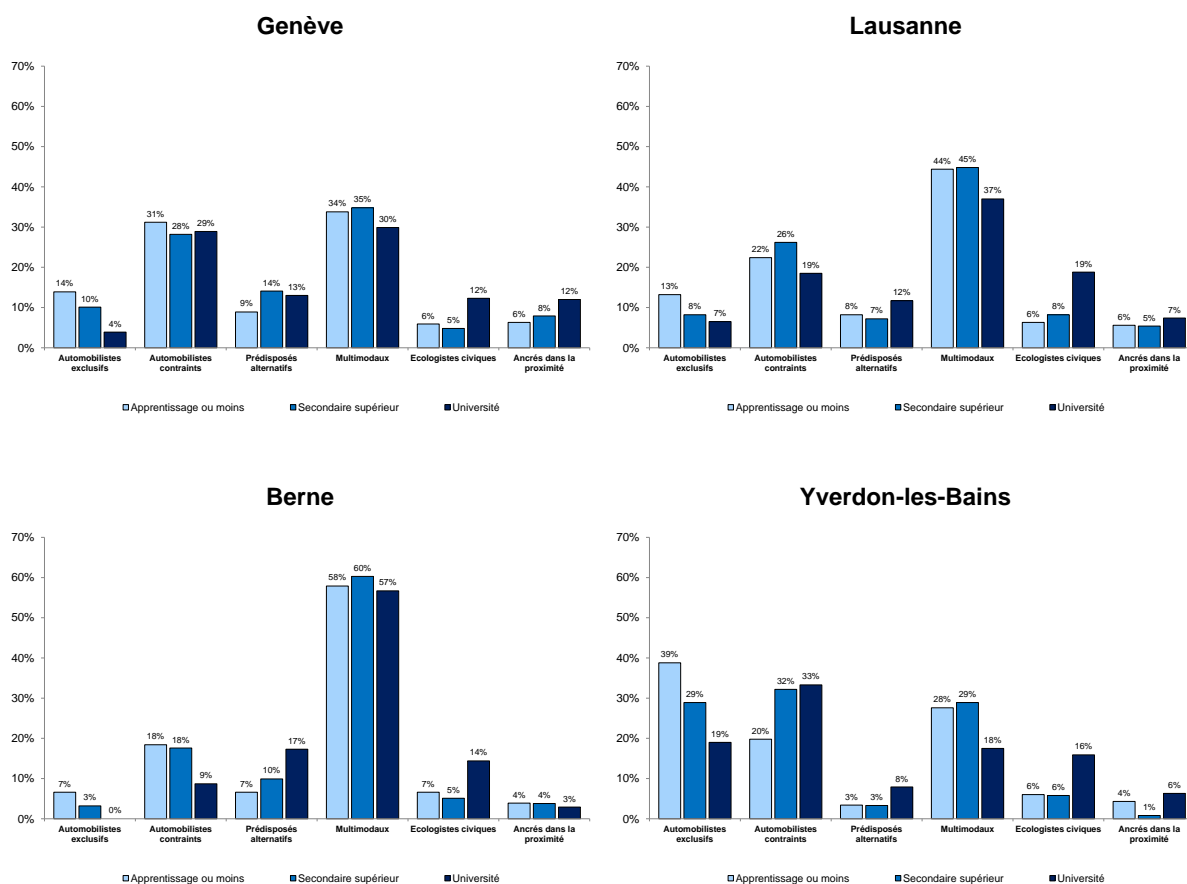 Genève
70%
60%
50%
40%
30%
20%
10%
0%
14%
10%
4%
31%
28%
29%
9%
14%
13%
34%
35%
30%
6%
5%
12%
6%
8%
12%
Automobilistes
exclusifs
Automobilistes
contraints
Prédisposés
alternatifs
Multimodaux
Ecologistes civiques
Ancrés dans la
proximité
Apprentissage ou moins
Secondaire supérieur
Université
Lausanne
70%
60%
50%
40%
30%
20%
10%
0%
13%
8%
7%
22%
26%
19%
8%
7%
12%
44%
45%
37%
6%
8%
19%
6%
5%
7%
Automobilistes
exclusifs
Automobilistes
contraints
Prédisposés
alternatifs
Multimodaux
Ecologistes civiques
Ancrés dans la
proximité
Apprentissage ou moins
Secondaire supérieur
Université
Berne
70%
60%
50%
40%
30%
20%
10%
0%
7%
3%
0%
18%
18%
9%
7%
10%
17%
58%
60%
57%
7%
5%
14%
4%
4%
3%
Automobilistes
exclusifs
Automobilistes
contraints
Prédisposés
alternatifs
Multimodaux
Ecologistes civiques
Ancrés dans la
proximité
Apprentissage ou moins
Secondaire supérieur
Université
Yverdon-les-Bains
70%
60%
50%
40%
30%
20%
10%
0%
39%
29%
19%
20%
32%
33%
3%
3%
8%
28%
29%
18%
6%
6%
16%
4%
1%
6%
Automobilistes
exclusifs
Automobilistes
contraints
Prédisposés
alternatifs
Multimodaux
Ecologistes civiques
Ancrés dans la
proximité
Apprentissage ou moins
Secondaire supérieur
Université